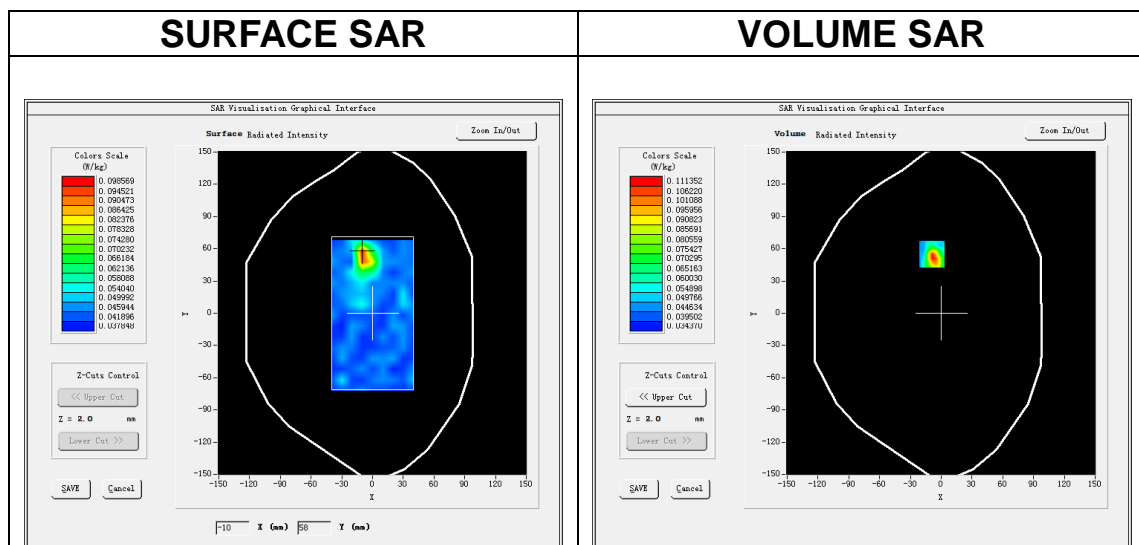 SURFACE SAR
VOLUME SAR
SAR Visualisation Graphical Interface
Surface Radiated Intensity
Zoom In/Out
Colors Scale
(W/kg)
0.098569
0.094521
0.090473
0.086425
0.082376
0.078328
0.074280
0.070232
0.066184
0.062136
0.058088
0.054040
0.049992
0.045944
0.041896
0.037848
Z-Cuts Control
<< Upper Cut
Z = 2.0 mm
Lower Cut >>
SAVE
Cancel
150
120
90
60
30
0
-30
-60
-90
-120
-150
Y
-150 -120 -90 -60 -30 0 30 60 90 120 150
X
-10 X (mm) 58 Y (mm)
SAR Visualisation Graphical Interface
Volume Radiated Intensity
Zoom In/Out
Colors Scale
(W/kg)
0.111352
0.106220
0.101088
0.095956
0.090823
0.085691
0.080559
0.075427
0.070295
0.065163
0.060030
0.054898
0.049766
0.044634
0.039502
0.034370
Z-Cuts Control
<< Upper Cut
Z = 2.0 mm
Lower Cut >>
SAVE
Cancel
150
120
90
60
30
0
-30
-60
-90
-120
-150
Y
-150 -120 -90 -60 -30 0 30 60 90 120 150
X